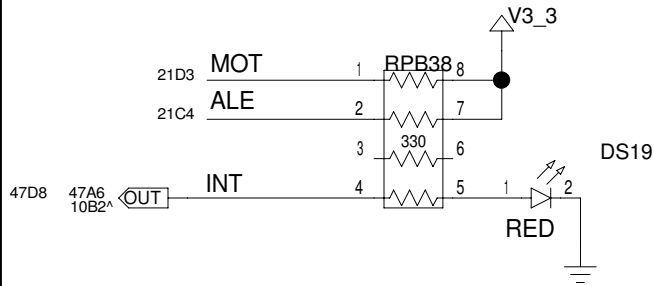 V3_3
RPB38
21D3 MOT 1 8
21C4 ALE 2 7
3 330 6
DS19
47D8 47A6 OUT INT 4 5 1 2
10B2^
RED